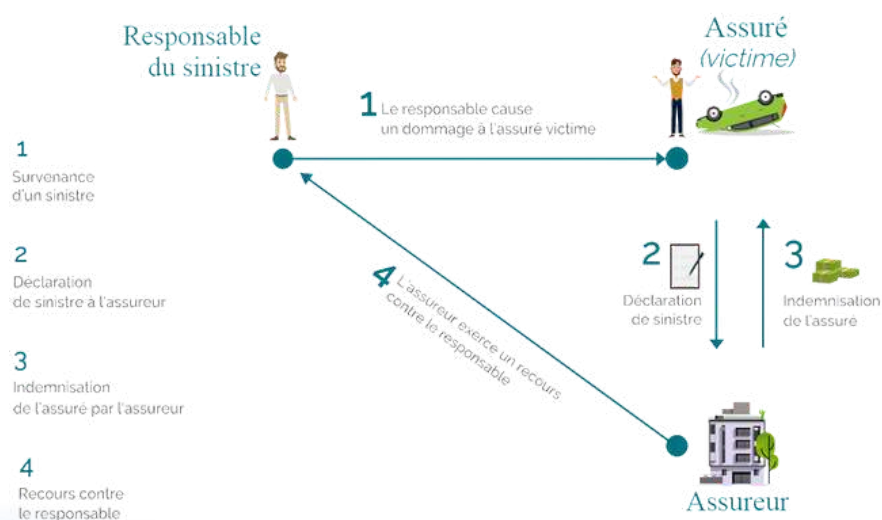 Responsable
du sinistre
Assuré
(victime)
1 Le responsable cause
un dommage à l'assuré victime
1
Survenance
d'un sinistre
2
Déclaration
de sinistre à l'assureur
3
Indemnisation
de l'assuré par l'assureur
4
Recours contre
le responsable
2
Déclaration
de sinistre
3
Indemnisation
de l'assuré
4 L'assureur exerce un recours
contre le responsable
Assureur